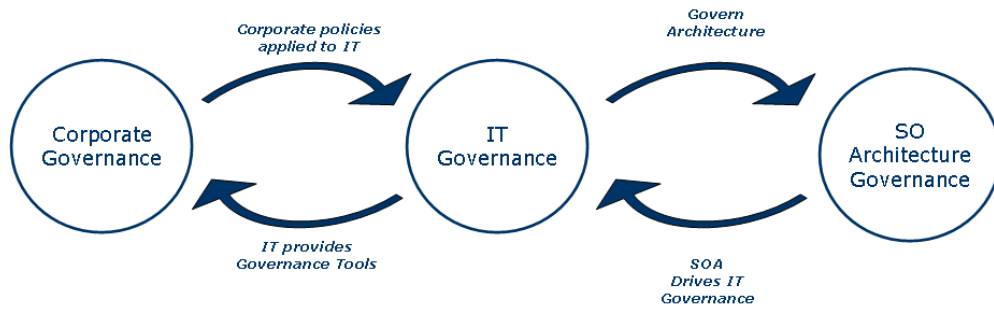 Corporate policies
applied to IT
Govern
Architecture
Corporate
Governance
IT
Governance
SO
Architecture
Governance
IT provides
Governance Tools
SOA
Drives IT
Governance